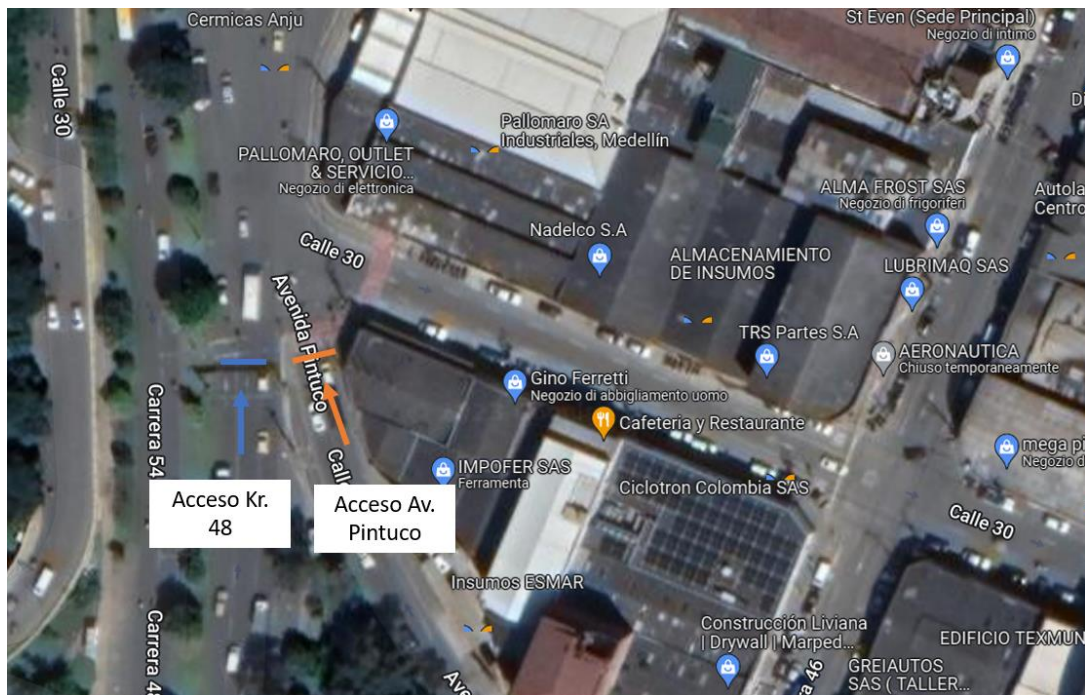 St Even (Sede Principal)
Negozio di intimo
Cermicas Anju
Calle 30
Pallomaro SA
Industriales, Medellín
PALLOMARO, OUTLET
& SERVICIO...
Negozio di elettronica
ALMA FROST SAS
Negozio di frigoriferi
Autola
Centro
Nadelco S.A
ALMACENAMIENTO
DE INSUMOS
Calle 30
LUBRIMAQ SAS
Avenida Pintuco
TRS Partes S.A
AERONAUTICA
Chiuso temporaneamente
Gino Ferretti
Negozio di abbigliamento uomo
Cafeteria y Restaurante
Carrera 54
mega pi
Negozio d
IMPOFER SAS
Ferramenta
Call
Ciclotron Colombia SAS
Acceso Kr.
48
Acceso Av.
Pintuco
Calle 30
Insumos ESMAR
Construcción Liviana
| Drywall | Marped...
EDIFICIO TEXMUN
GREIAUTOS
SAS ( TALLER...